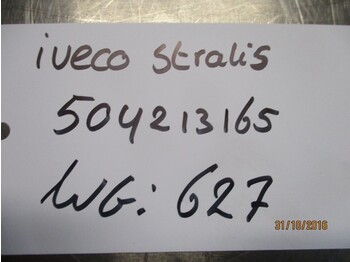 iveco stralis
504213165
WG: 627
31/10/2016